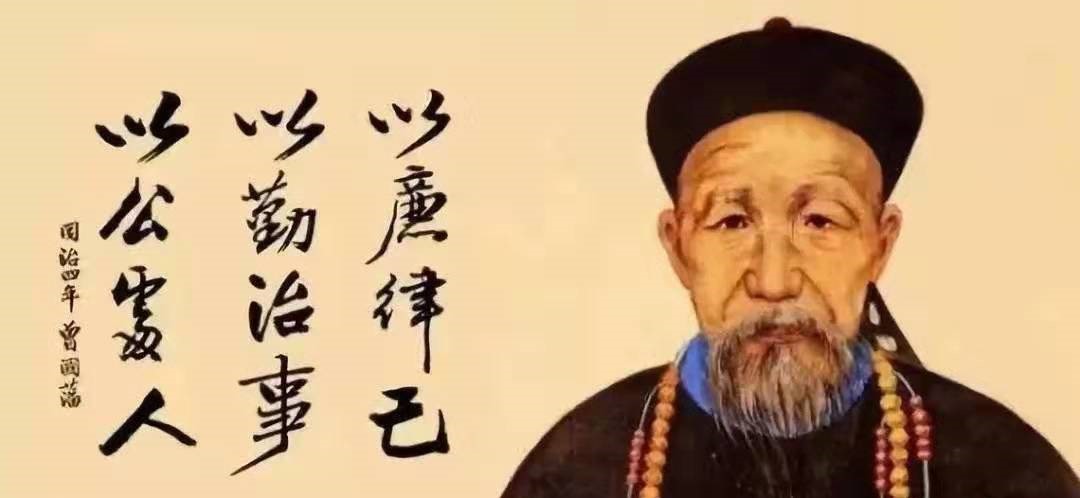 以廉律己
以勤治事
以公處人
同治四年 曾國藩